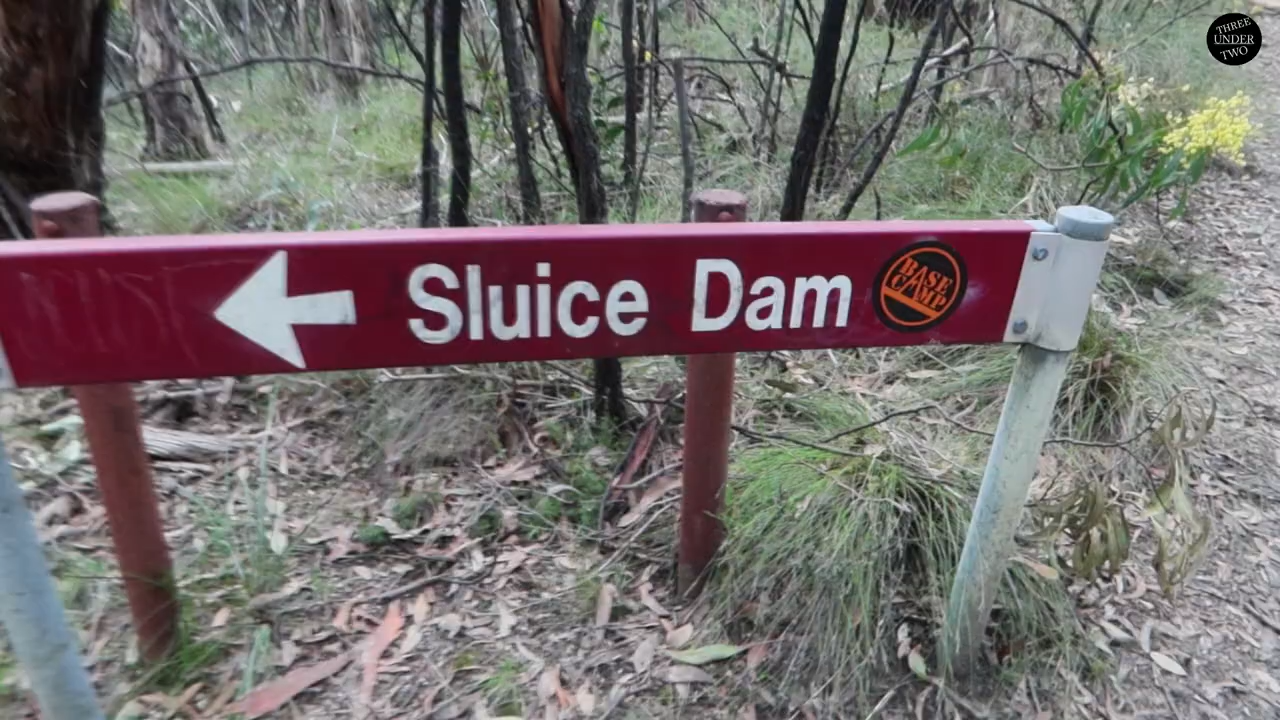 THREE
UNDER
TWO
Sluice Dam
BASE
CAMP